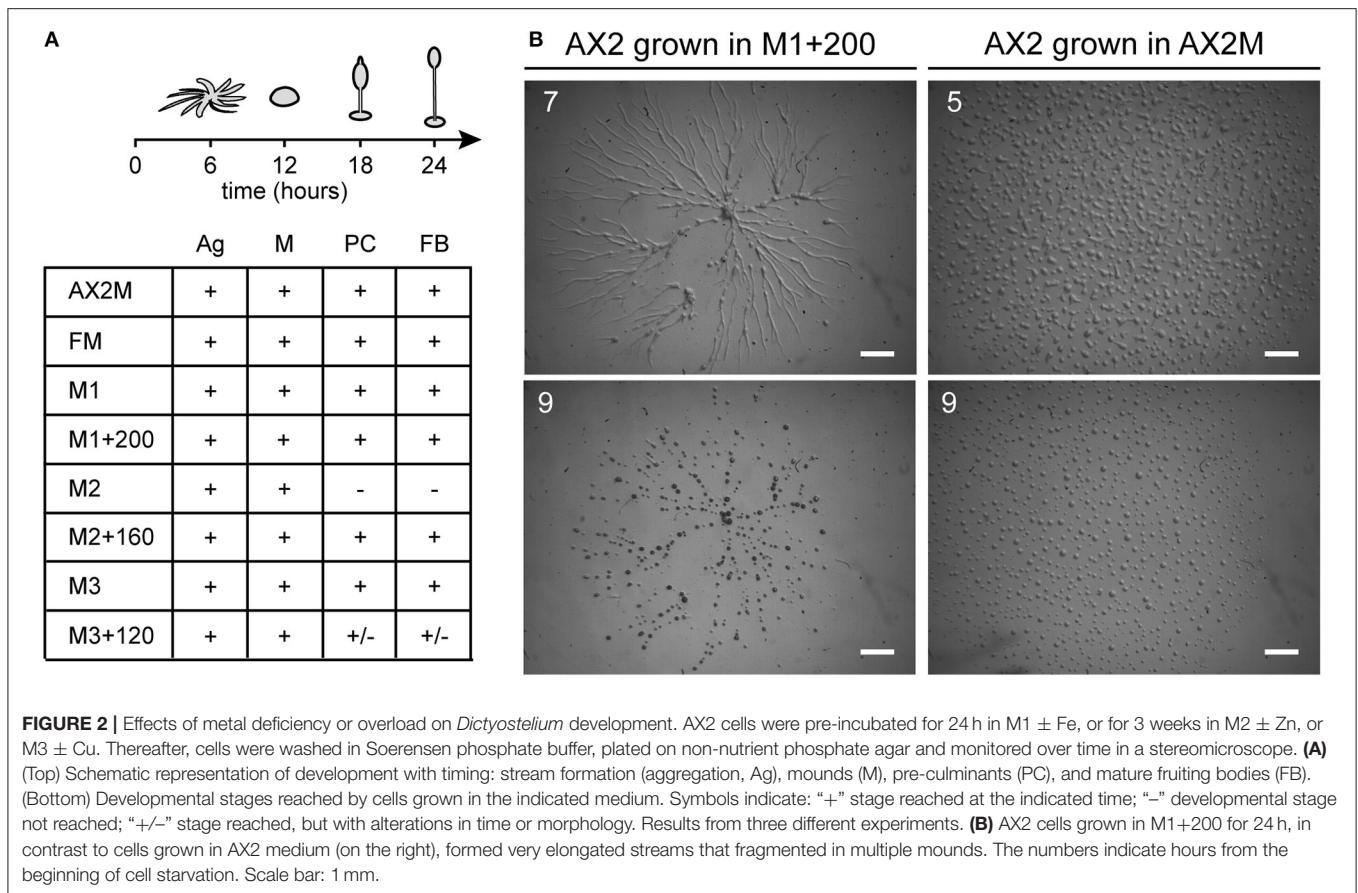 A
0 6 12 18 24
time (hours)
Ag M PC FB
AX2M + + + +
FM + + + +
M1 + + + +
M1+200 + + + +
M2 + + - -
M2+160 + + + +
M3 + + + +
M3+120 + + +/- +/-
B
AX2 grown in M1+200 AX2 grown in AX2M
7 5
9 9
FIGURE 2 | Effects of metal deficiency or overload on Dictyostelium development. AX2 cells were pre-incubated for 24 h in M1 ± Fe, or for 3 weeks in M2 ± Zn, or
M3 ± Cu. Thereafter, cells were washed in Soerensen phosphate buffer, plated on non-nutrient phosphate agar and monitored over time in a stereomicroscope. (A)
(Top) Schematic representation of development with timing: stream formation (aggregation, Ag), mounds (M), pre-culminants (PC), and mature fruiting bodies (FB).
(Bottom) Developmental stages reached by cells grown in the indicated medium. Symbols indicate: “+” stage reached at the indicated time; “–” developmental stage
not reached; “+/–” stage reached, but with alterations in time or morphology. Results from three different experiments. (B) AX2 cells grown in M1+200 for 24 h, in
contrast to cells grown in AX2 medium (on the right), formed very elongated streams that fragmented in multiple mounds. The numbers indicate hours from the
beginning of cell starvation. Scale bar: 1 mm.